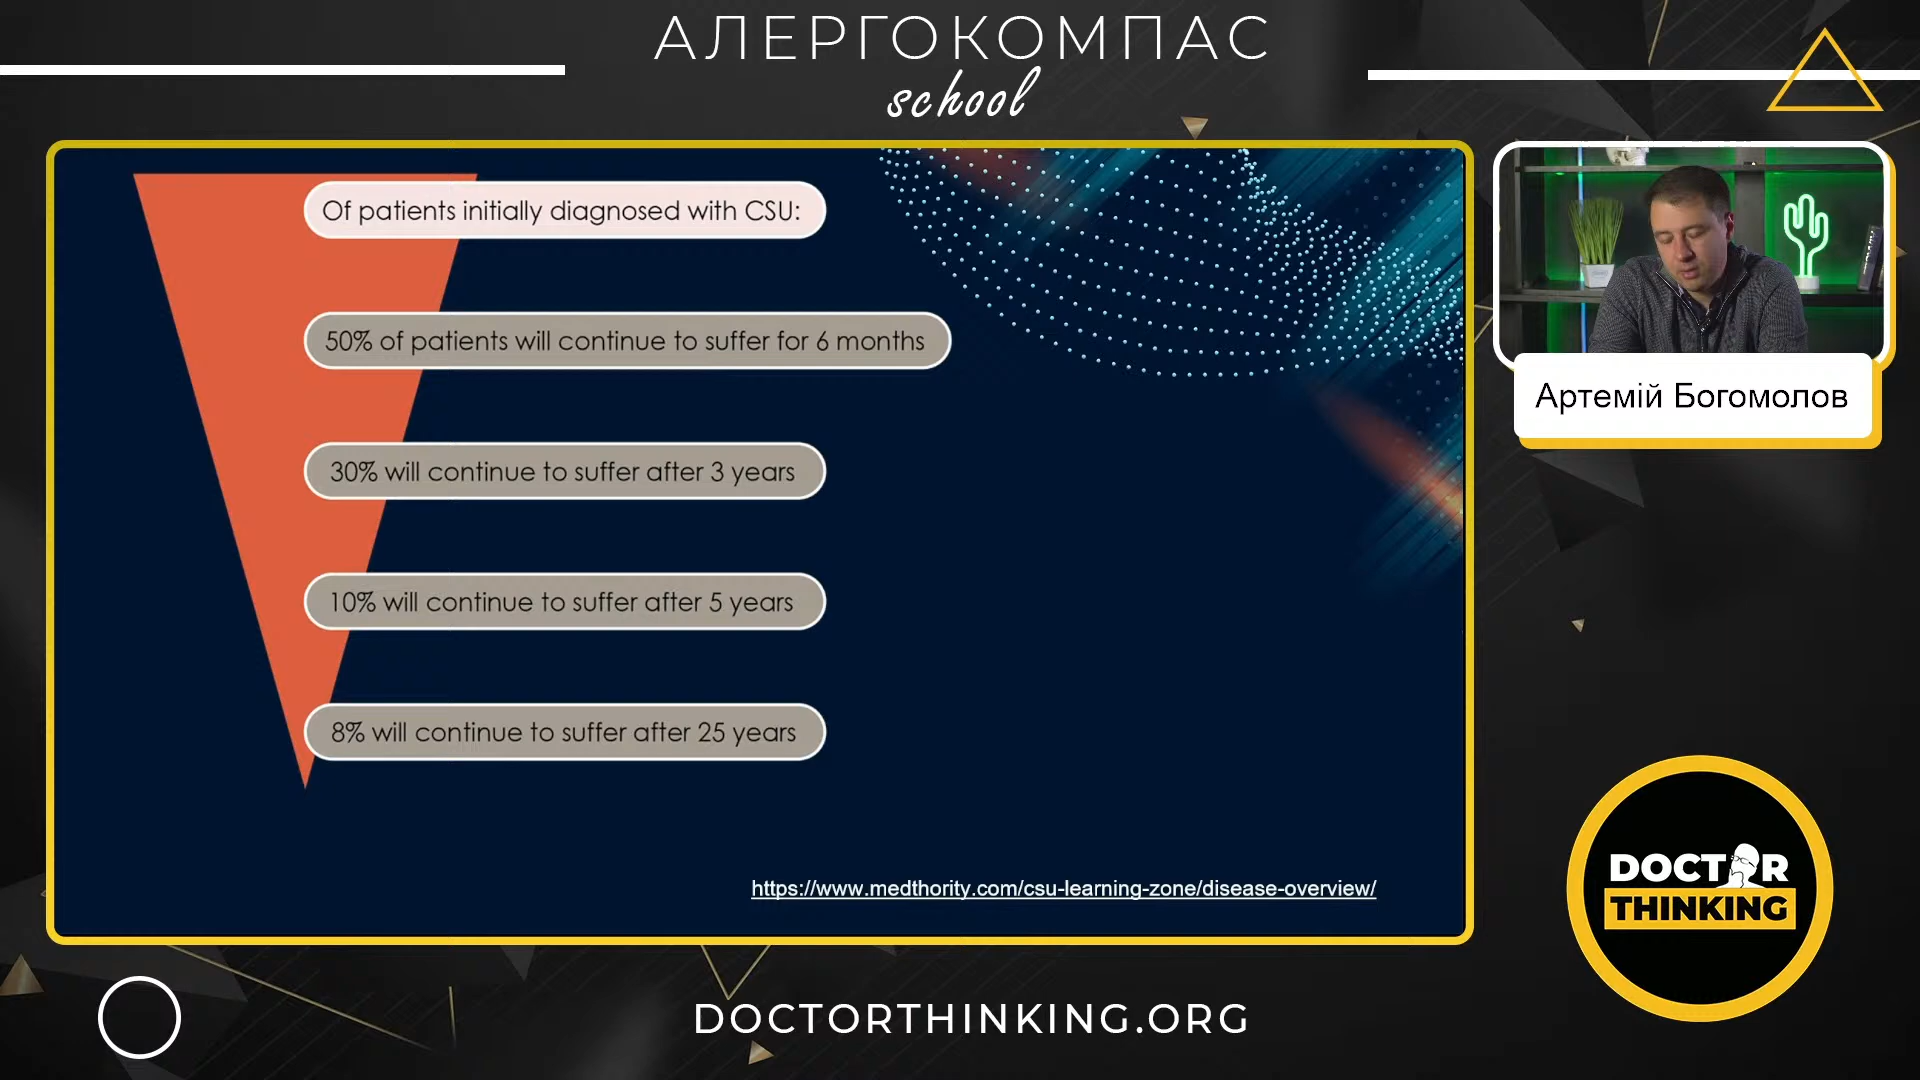 АЛЕРГОКОМПАС
school
Of patients initially diagnosed with CSU:
50% of patients will continue to suffer for 6 months
30% will continue to suffer after 3 years
10% will continue to suffer after 5 years
8% will continue to suffer after 25 years
https://www.medthority.com/csu-learning-zone/disease-overview/
Артемій Богомолов
DOCTOR
THINKING
DOCTORTHINKING.ORG